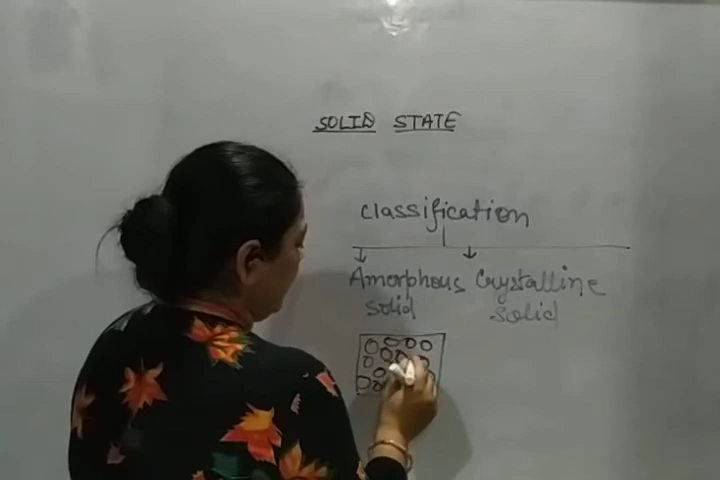 SOLID STATE
classification
Amorphous Crystalline
solid solid